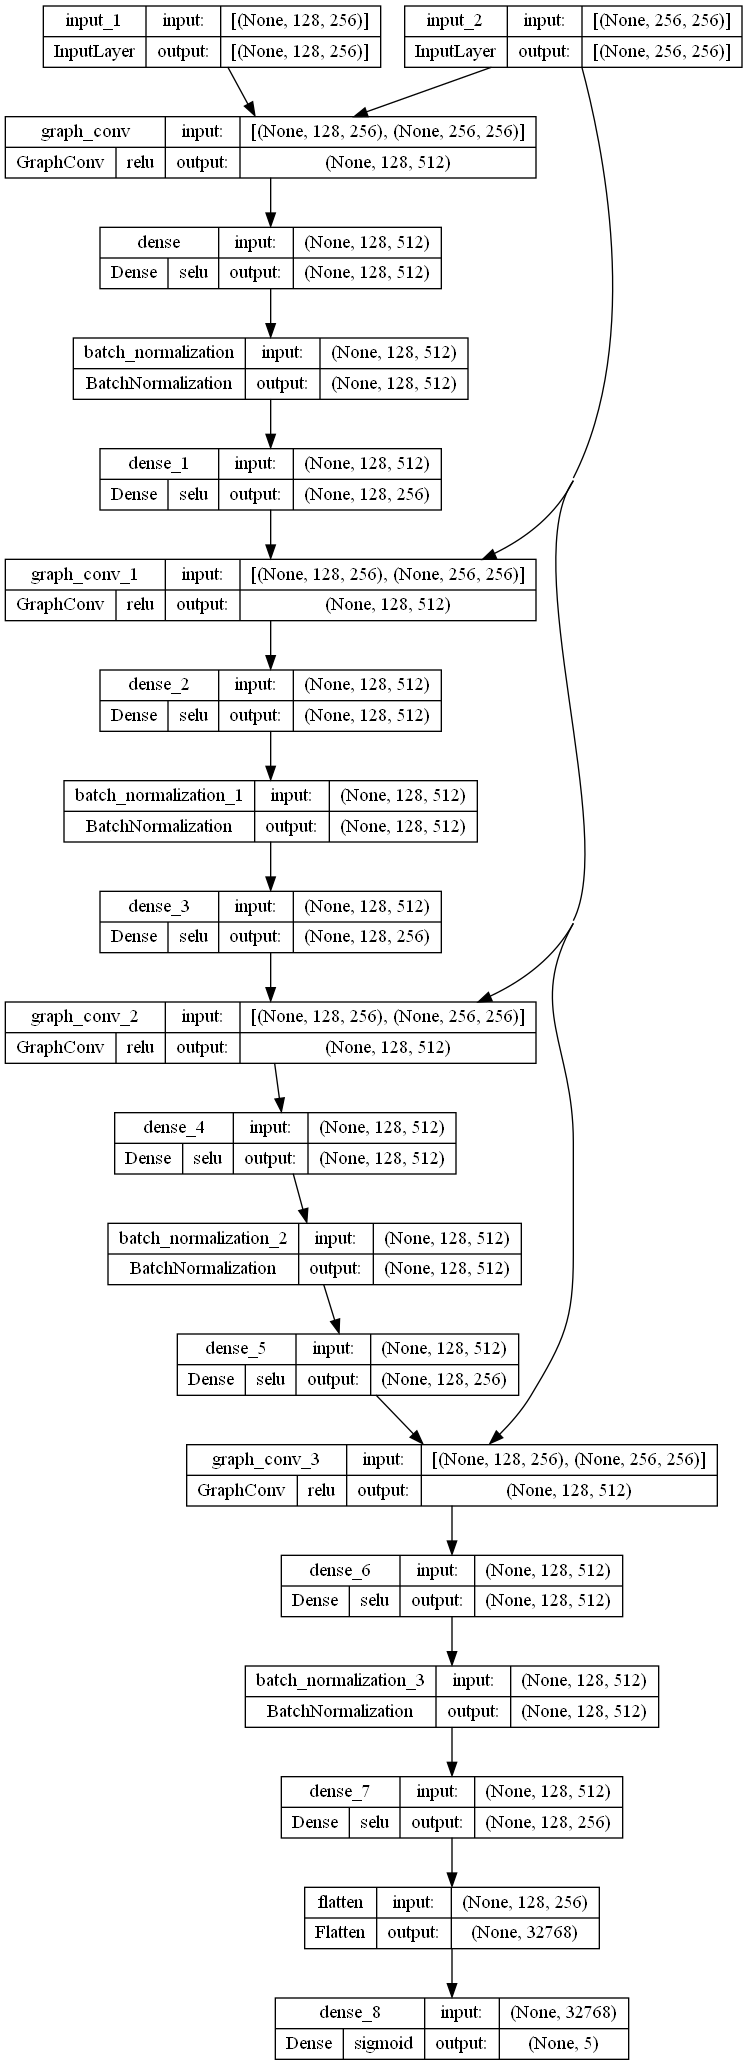 input_1 input: [(None, 128, 256)]
InputLayer output: [(None, 128, 256)]
input_2 input: [(None, 256, 256)]
InputLayer output: [(None, 256, 256)]
graph_conv input: [(None, 128, 256), (None, 256, 256)]
GraphConv relu output: (None, 128, 512)
dense input: (None, 128, 512)
Dense selu output: (None, 128, 512)
batch_normalization input: (None, 128, 512)
BatchNormalization output: (None, 128, 512)
dense_1 input: (None, 128, 512)
Dense selu output: (None, 128, 256)
graph_conv_1 input: [(None, 128, 256), (None, 256, 256)]
GraphConv relu output: (None, 128, 512)
dense_2 input: (None, 128, 512)
Dense selu output: (None, 128, 512)
batch_normalization_1 input: (None, 128, 512)
BatchNormalization output: (None, 128, 512)
dense_3 input: (None, 128, 512)
Dense selu output: (None, 128, 256)
graph_conv_2 input: [(None, 128, 256), (None, 256, 256)]
GraphConv relu output: (None, 128, 512)
dense_4 input: (None, 128, 512)
Dense selu output: (None, 128, 512)
batch_normalization_2 input: (None, 128, 512)
BatchNormalization output: (None, 128, 512)
dense_5 input: (None, 128, 512)
Dense selu output: (None, 128, 256)
graph_conv_3 input: [(None, 128, 256), (None, 256, 256)]
GraphConv relu output: (None, 128, 512)
dense_6 input: (None, 128, 512)
Dense selu output: (None, 128, 512)
batch_normalization_3 input: (None, 128, 512)
BatchNormalization output: (None, 128, 512)
dense_7 input: (None, 128, 512)
Dense selu output: (None, 128, 256)
flatten input: (None, 128, 256)
Flatten output: (None, 32768)
dense_8 input: (None, 32768)
Dense sigmoid output: (None, 5)